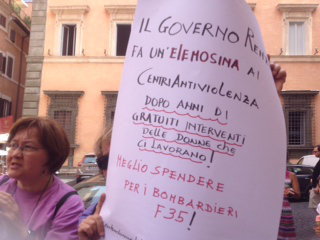 IL GOVERNO REN
FA UN'ELEMOSINA AI
CENTRI ANTIVIOLENZA
DOPO ANNI DI
GRATUITI INTERVENTI
DELLE DONNE CHE
CI LAVORANO!
MEGLIO SPENDERE
PER I BOMBARDIERI
F35!